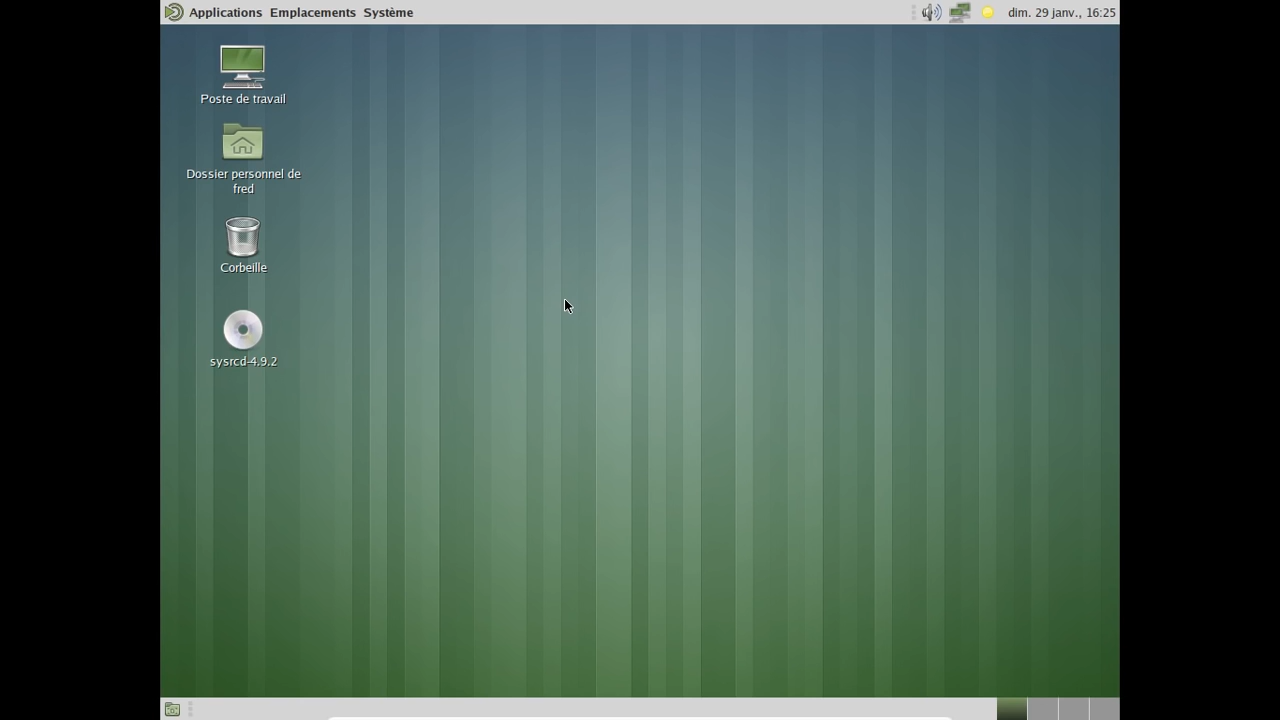 Applications Emplacements Système dim. 29 janv., 16:25
Poste de travail
Dossier personnel de
fred
Corbeille
sysrcd-4.9.2